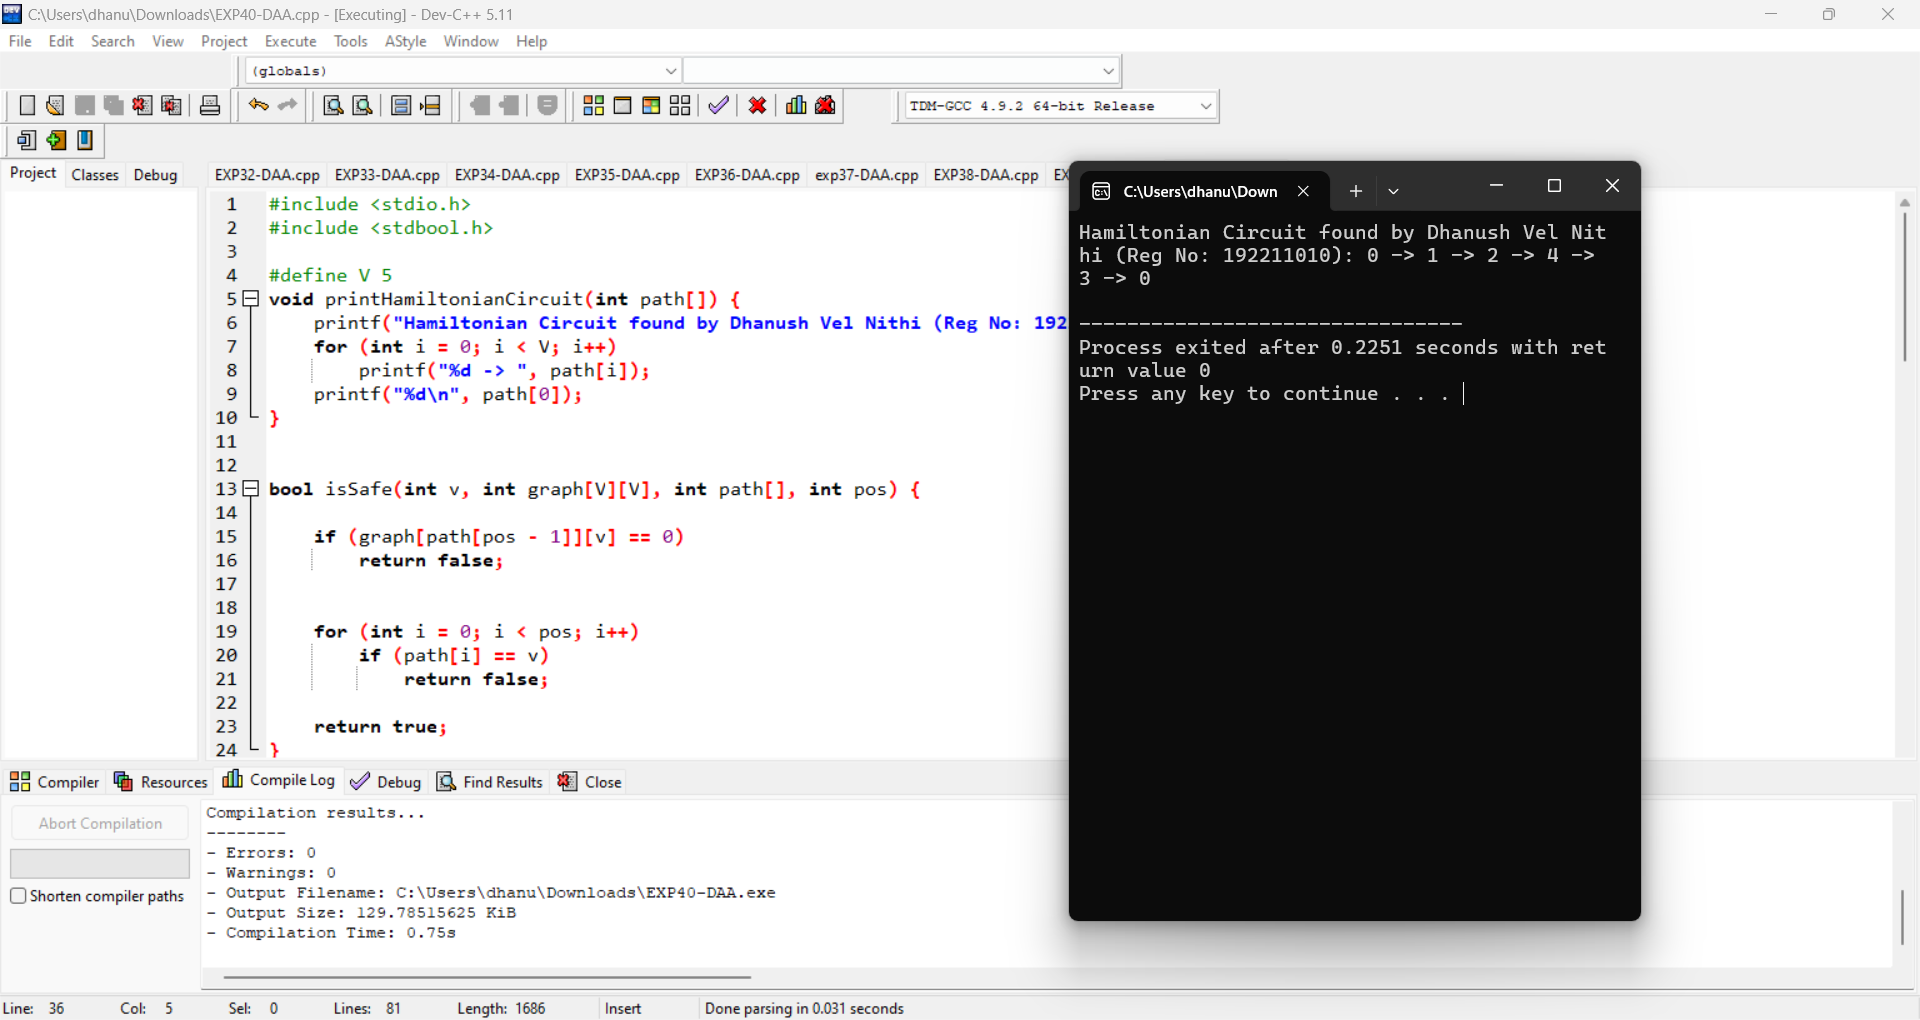 C:\Users\dhanu\Downloads\EXP40-DAA.cpp - [Executing] - Dev-C++ 5.11
File Edit Search View Project Execute Tools AStyle Window Help
(globals)
TDM-GCC 4.9.2 64-bit Release
Project Classes Debug
EXP32-DAA.cpp EXP33-DAA.cpp EXP34-DAA.cpp EXP35-DAA.cpp EXP36-DAA.cpp exp37-DAA.cpp EXP38-DAA.cpp EX
1 #include <stdio.h>
2 #include <stdbool.h>
3
4 #define V 5
5 void printHamiltonianCircuit(int path[]) {
6 printf("Hamiltonian Circuit found by Dhanush Vel Nithi (Reg No: 192
7 for (int i = 0; i < V; i++)
8 printf("%d -> ", path[i]);
9 printf("%d\n", path[0]);
10 }
11
12
13 bool isSafe(int v, int graph[V][V], int path[], int pos) {
14
15 if (graph[path[pos - 1]][v] == 0)
16 return false;
17
18
19 for (int i = 0; i < pos; i++)
20 if (path[i] == v)
21 return false;
22
23 return true;
24 }
C:\Users\dhanu\Down
Hamiltonian Circuit found by Dhanush Vel Nit
hi (Reg No: 192211010): 0 -> 1 -> 2 -> 4 ->
3 -> 0
--------------------------------
Process exited after 0.2251 seconds with ret
urn value 0
Press any key to continue . . .
Compiler Resources Compile Log Debug Find Results Close
Abort Compilation
Shorten compiler paths
Compilation results...
--------
- Errors: 0
- Warnings: 0
- Output Filename: C:\Users\dhanu\Downloads\EXP40-DAA.exe
- Output Size: 129.78515625 KiB
- Compilation Time: 0.75s
Line: 36 Col: 5 Sel: 0 Lines: 81 Length: 1686 Insert Done parsing in 0.031 seconds